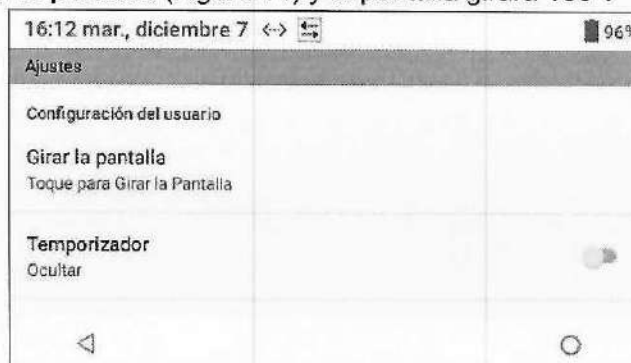 16:12 mar., diciembre 7 96%
Ajustes
Configuración del usuario
Girar la pantalla
Toque para Girar la Pantalla
Temporizador
Ocultar